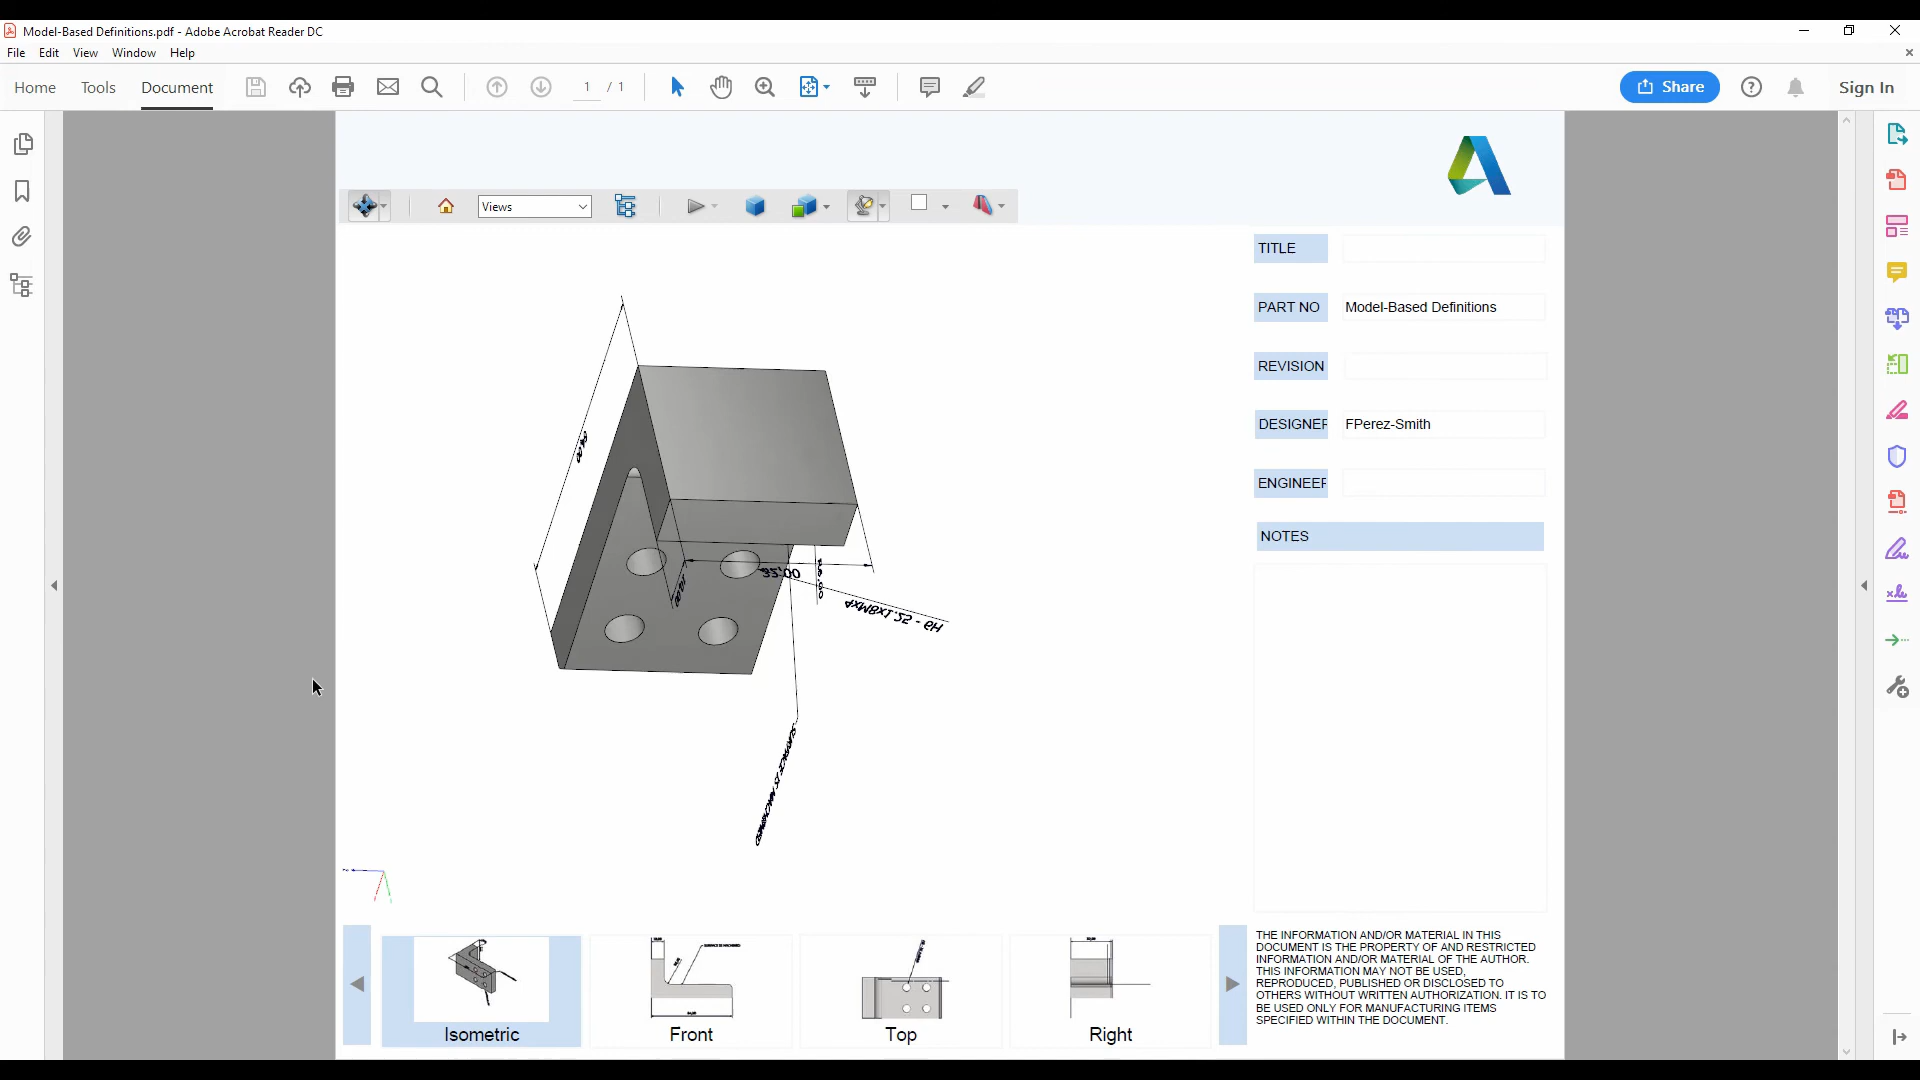 Model-Based Definitions.pdf - Adobe Acrobat Reader DC
File Edit View Window Help
Home Tools Document 1 / 1 Share Sign In
Views
TITLE
PART NO Model-Based Definitions
REVISION
DESIGNER FPerez-Smith
ENGINEER
NOTES
32,00
4xM8x1.25 - 6H
THE INFORMATION AND/OR MATERIAL IN THIS
DOCUMENT IS THE PROPERTY OF AND RESTRICTED
INFORMATION AND/OR MATERIAL OF THE AUTHOR.
THIS INFORMATION MAY NOT BE USED,
REPRODUCED, PUBLISHED OR DISCLOSED TO
OTHERS WITHOUT WRITTEN AUTHORIZATION. IT IS TO
BE USED ONLY FOR MANUFACTURING ITEMS
SPECIFIED WITHIN THE DOCUMENT.
Isometric Front Top Right